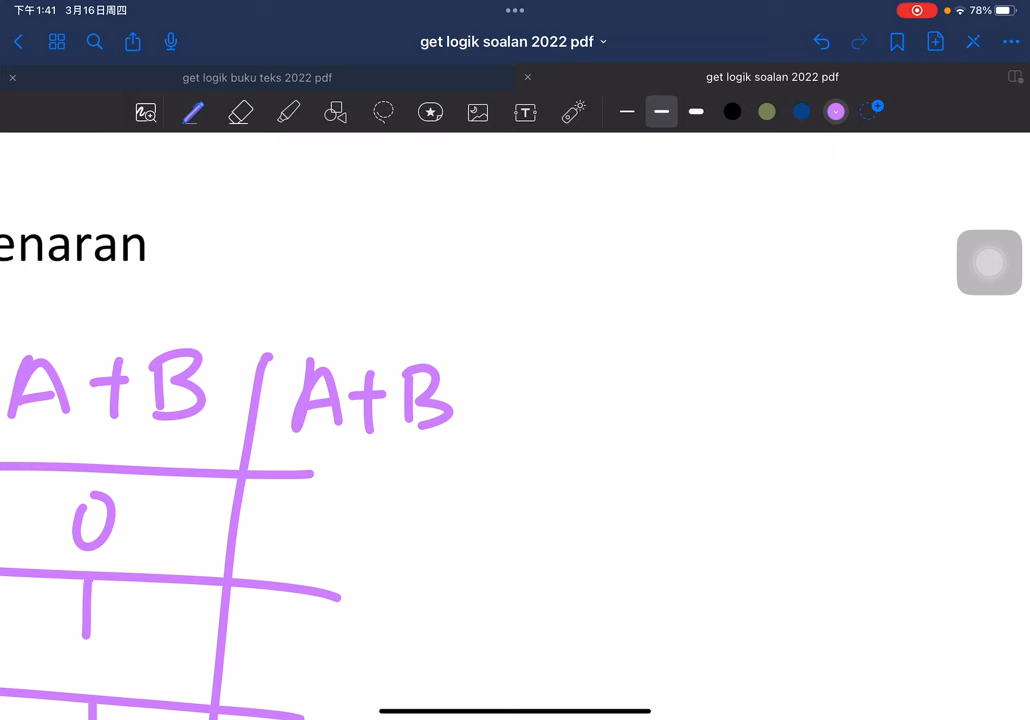 下午1:41 3月16日周四 78%
get logik soalan 2022 pdf
get logik buku teks 2022 pdf
get logik soalan 2022 pdf
enaran
A+B A+B
0
1